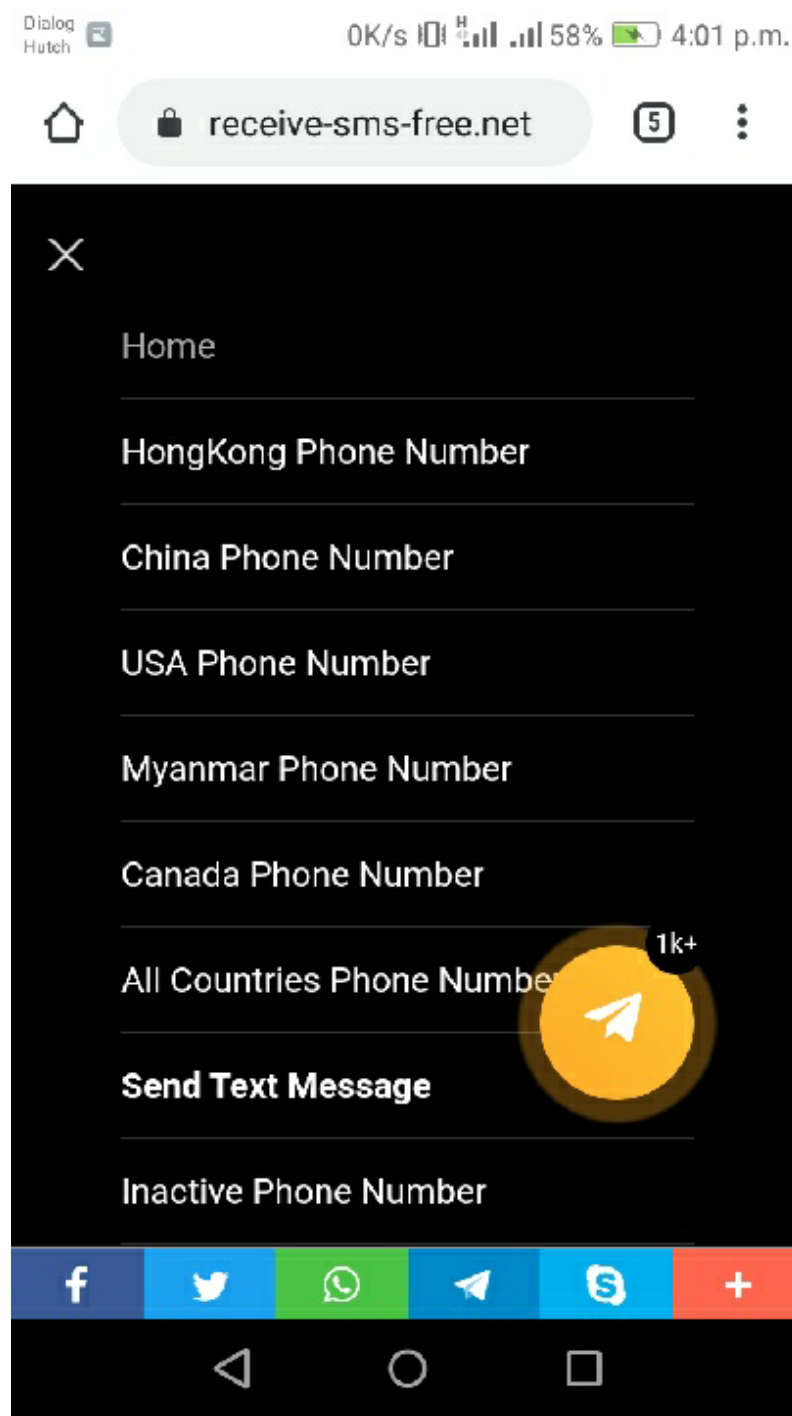 Dialog
Hutch
0K/s H 58% 4:01 p.m.
receive-sms-free.net 5
Home
HongKong Phone Number
China Phone Number
USA Phone Number
Myanmar Phone Number
Canada Phone Number
1k+
All Countries Phone Number
Send Text Message
Inactive Phone Number